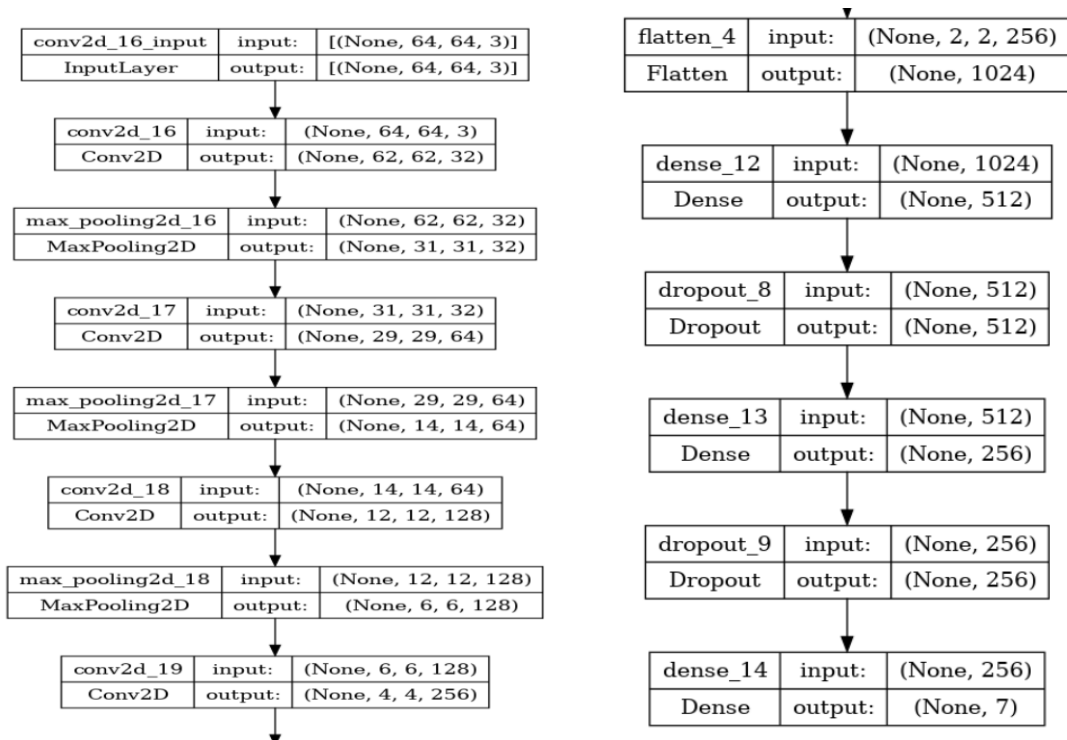 conv2d_16_input input: [(None, 64, 64, 3)]
InputLayer output: [(None, 64, 64, 3)]
conv2d_16 input: (None, 64, 64, 3)
Conv2D output: (None, 62, 62, 32)
max_pooling2d_16 input: (None, 62, 62, 32)
MaxPooling2D output: (None, 31, 31, 32)
conv2d_17 input: (None, 31, 31, 32)
Conv2D output: (None, 29, 29, 64)
max_pooling2d_17 input: (None, 29, 29, 64)
MaxPooling2D output: (None, 14, 14, 64)
conv2d_18 input: (None, 14, 14, 64)
Conv2D output: (None, 12, 12, 128)
max_pooling2d_18 input: (None, 12, 12, 128)
MaxPooling2D output: (None, 6, 6, 128)
conv2d_19 input: (None, 6, 6, 128)
Conv2D output: (None, 4, 4, 256)
flatten_4 input: (None, 2, 2, 256)
Flatten output: (None, 1024)
dense_12 input: (None, 1024)
Dense output: (None, 512)
dropout_8 input: (None, 512)
Dropout output: (None, 512)
dense_13 input: (None, 512)
Dense output: (None, 256)
dropout_9 input: (None, 256)
Dropout output: (None, 256)
dense_14 input: (None, 256)
Dense output: (None, 7)